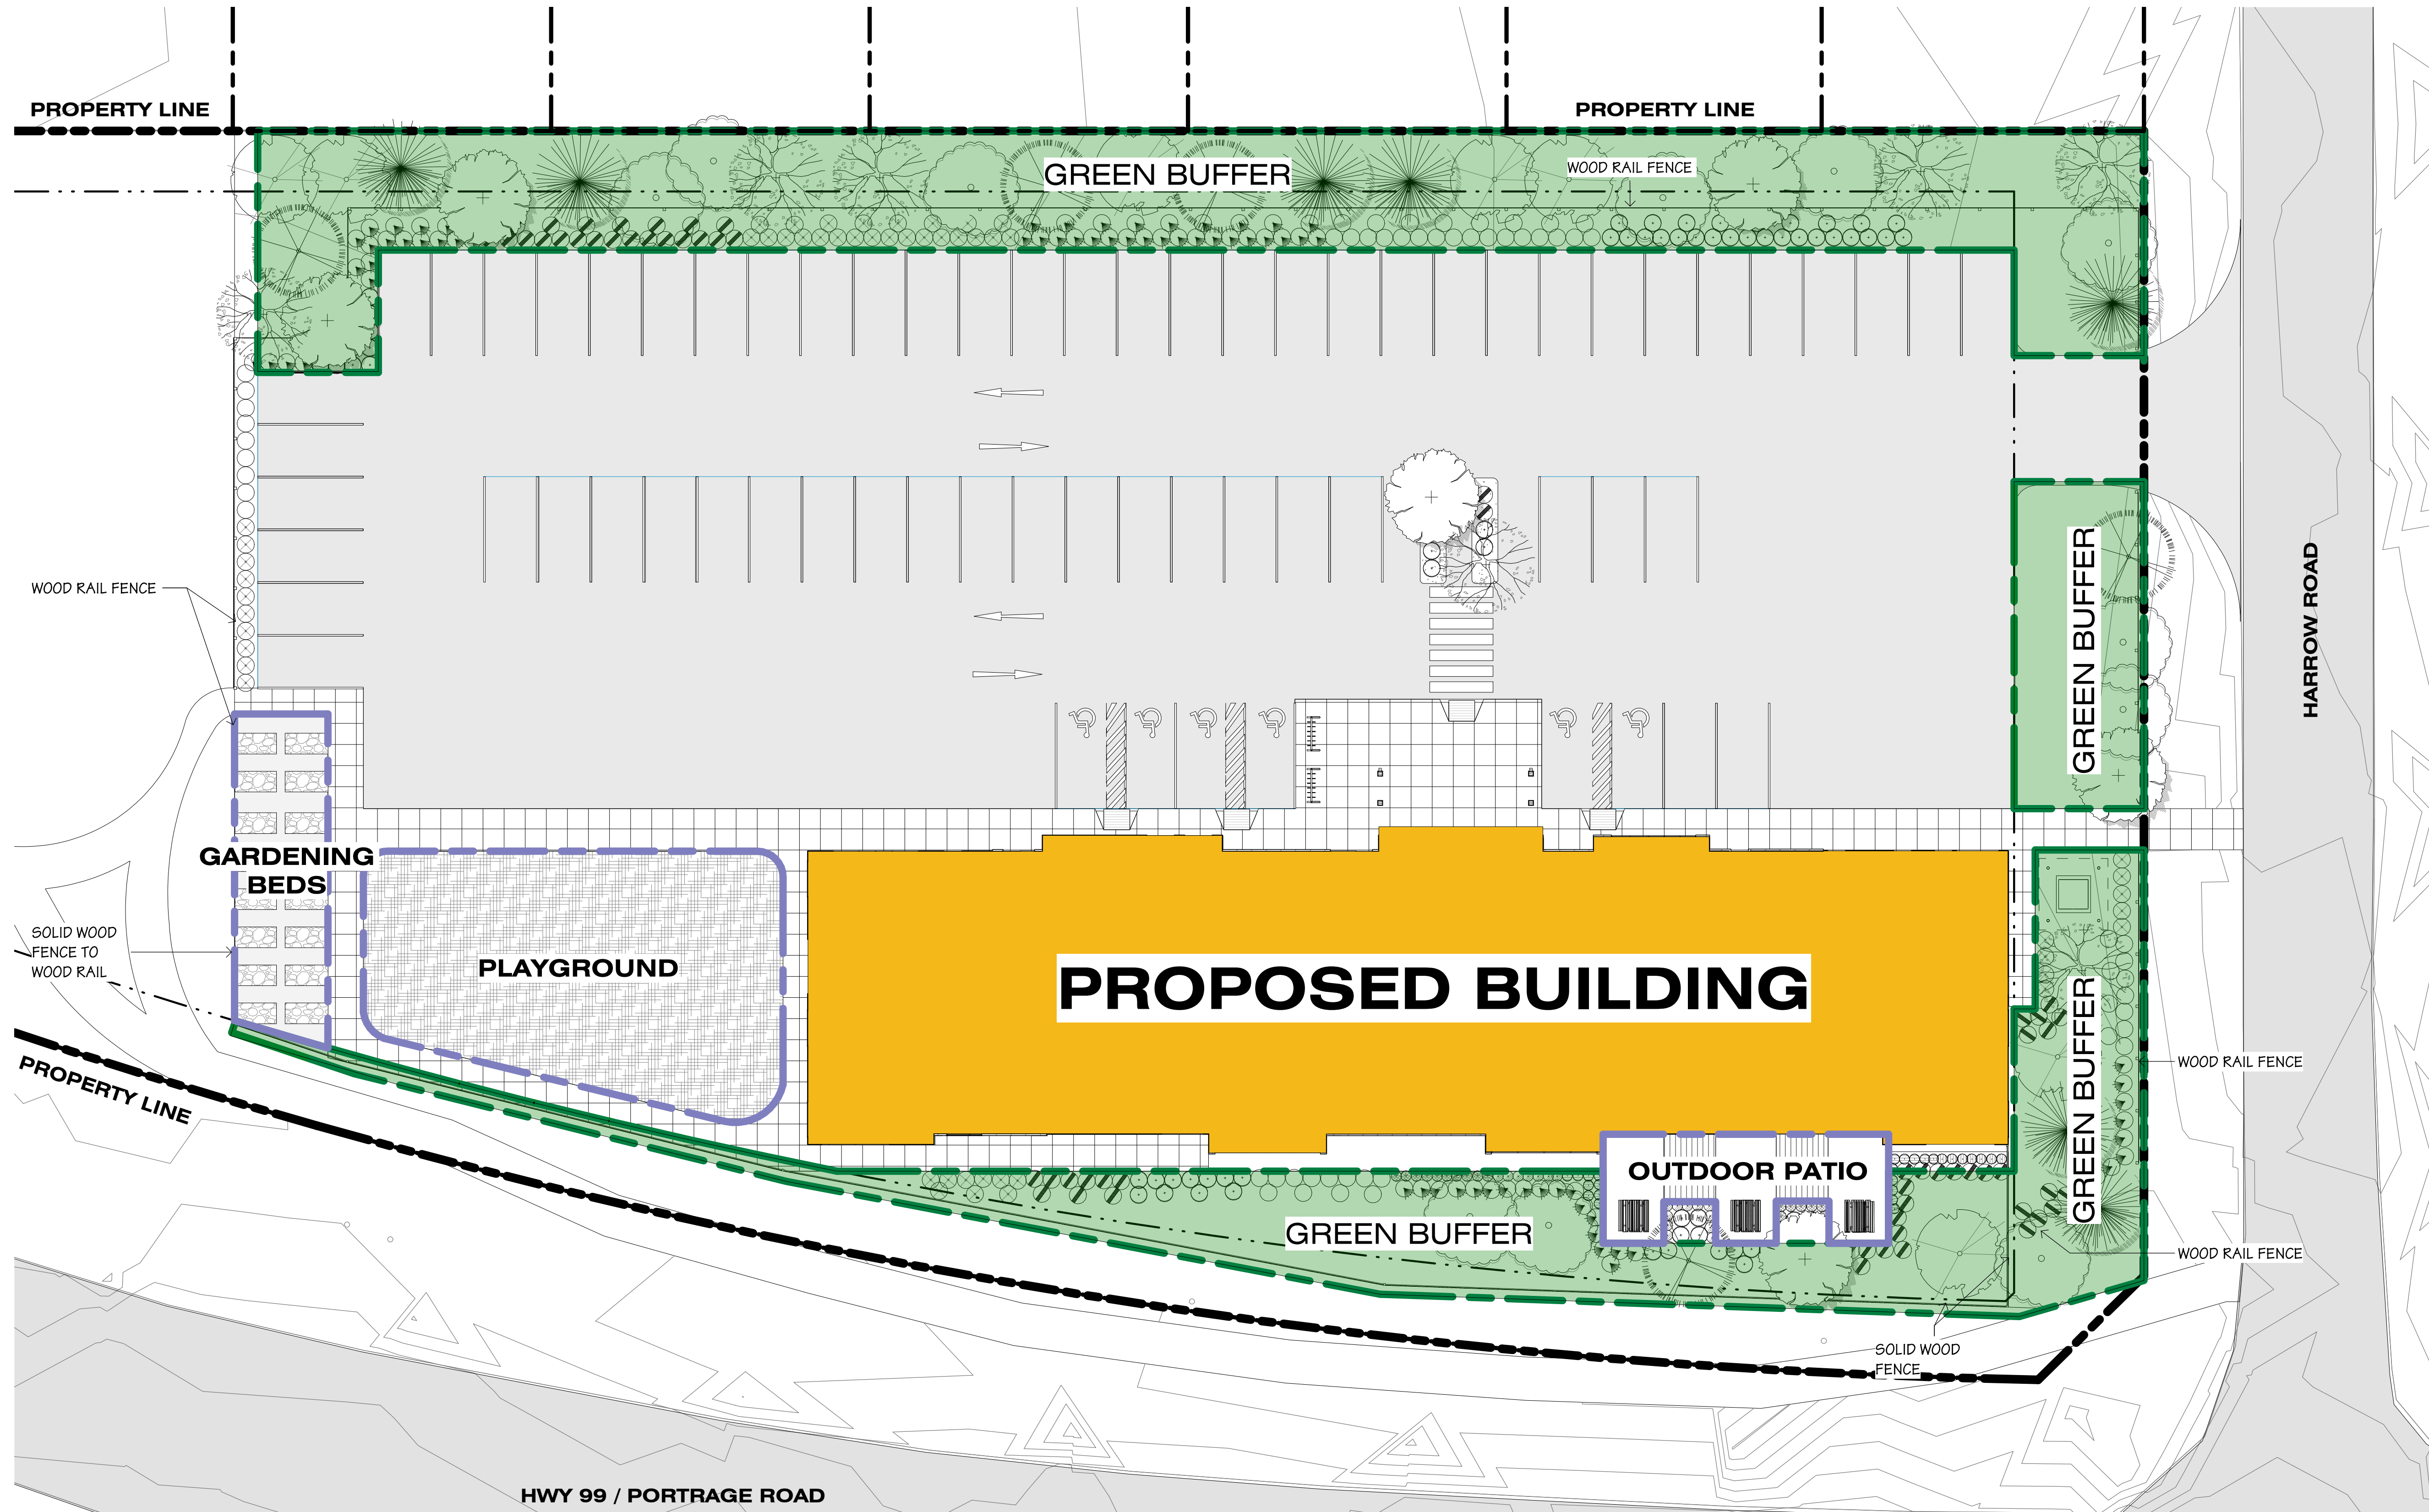 PROPERTY LINE
PROPERTY LINE
GREEN BUFFER
WOOD RAIL FENCE
WOOD RAIL FENCE
GREEN BUFFER
HARROW ROAD
GARDENING
BEDS
SOLID WOOD
FENCE TO
WOOD RAIL
PLAYGROUND
PROPOSED BUILDING
GREEN BUFFER
WOOD RAIL FENCE
PROPERTY LINE
OUTDOOR PATIO
GREEN BUFFER
WOOD RAIL FENCE
SOLID WOOD
FENCE
HWY 99 / PORTRAGE ROAD